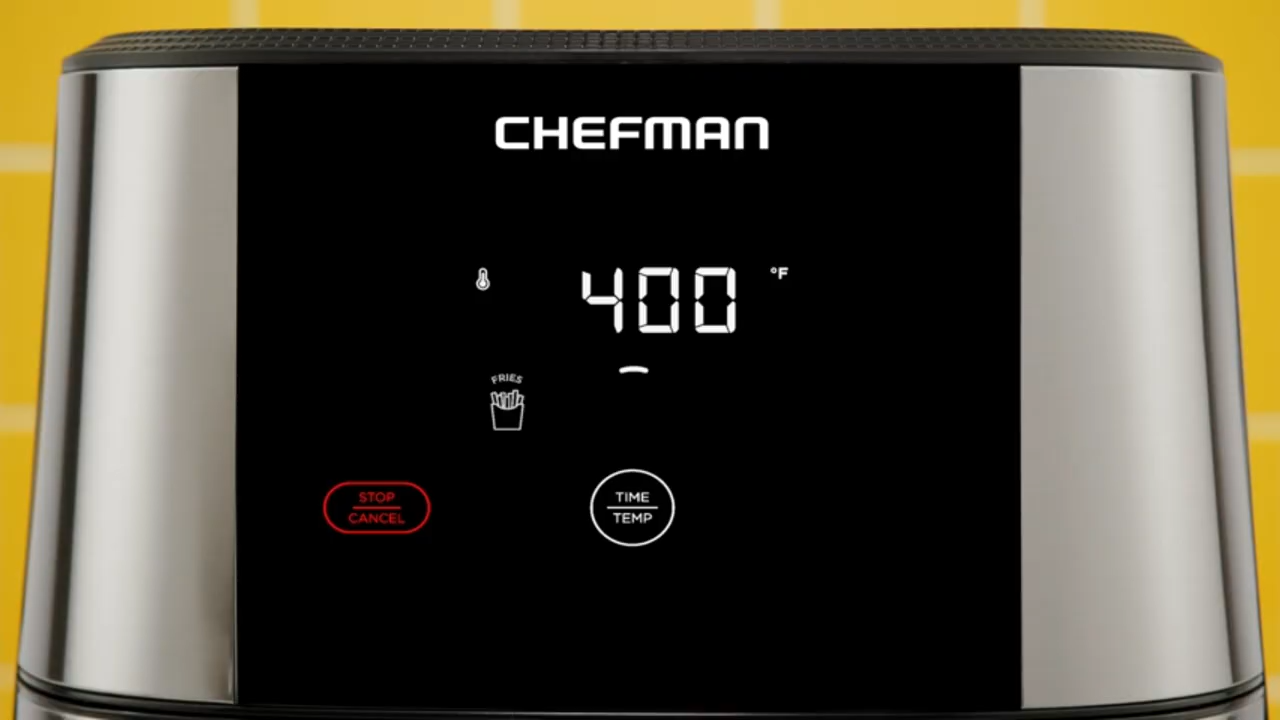 CHEFMAN
400 °F
FRIES
STOP
CANCEL
TIME
TEMP